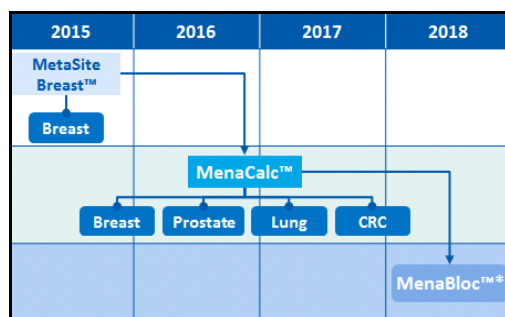 2015 2016 2017 2018
MetaSite
Breast™
Breast
MenaCalc™
Breast Prostate Lung CRC
MenaBloc™*